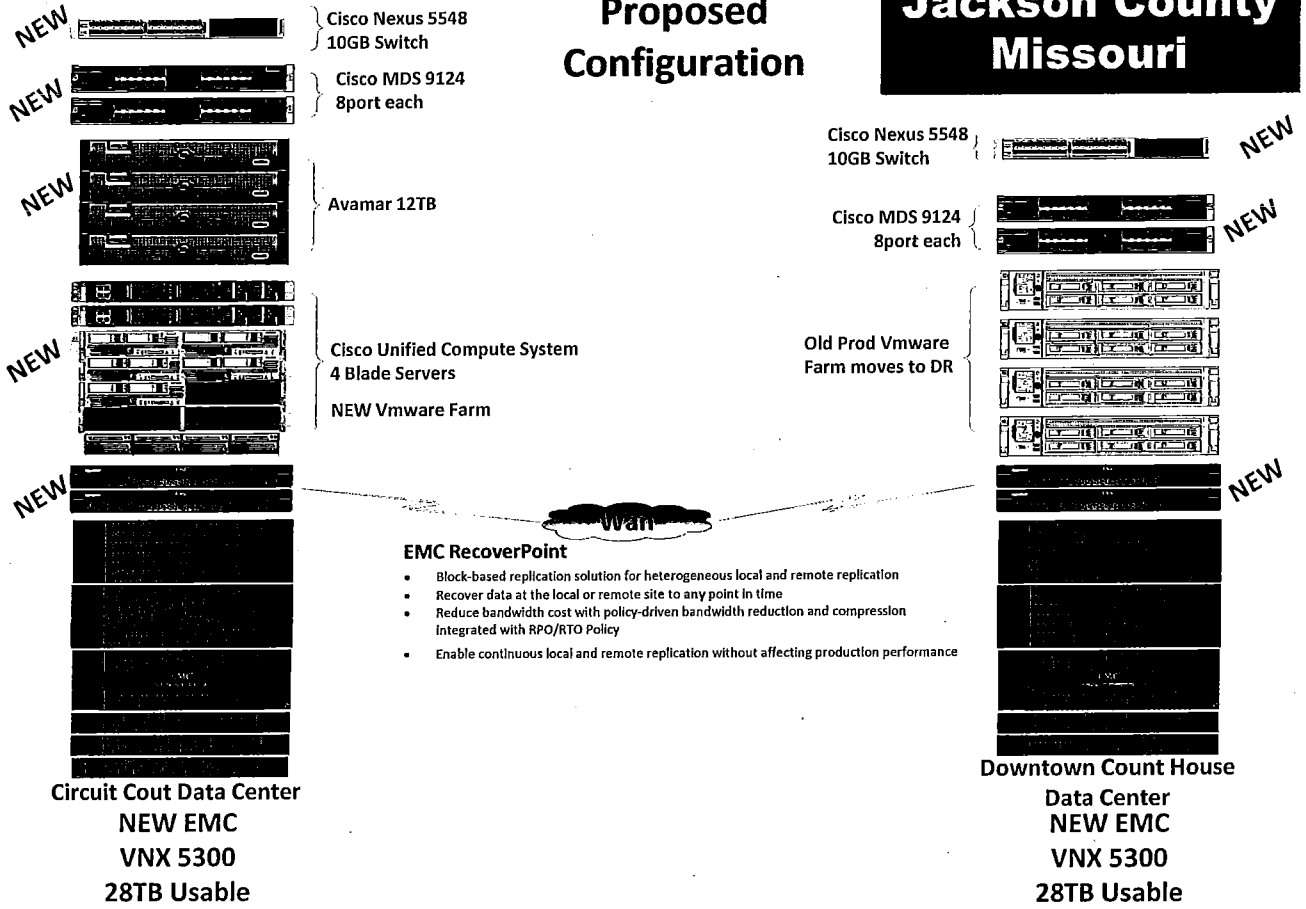 Proposed
Configuration
Jackson County
Missouri
NEW
Cisco Nexus 5548
10GB Switch
NEW
Cisco MDS 9124
8port each
NEW
Avamar 12TB
NEW
Cisco Unified Compute System
4 Blade Servers
NEW Vmware Farm
NEW
Cisco Nexus 5548
10GB Switch
NEW
Cisco MDS 9124
8port each
NEW
Old Prod Vmware
Farm moves to DR
NEW
Wan
EMC RecoverPoint
• Block-based replication solution for heterogeneous local and remote replication
• Recover data at the local or remote site to any point in time
• Reduce bandwidth cost with policy-driven bandwidth reduction and compression
integrated with RPO/RTO Policy
• Enable continuous local and remote replication without affecting production performance
EMC
EMC
Circuit Cout Data Center
NEW EMC
VNX 5300
28TB Usable
Downtown Count House
Data Center
NEW EMC
VNX 5300
28TB Usable